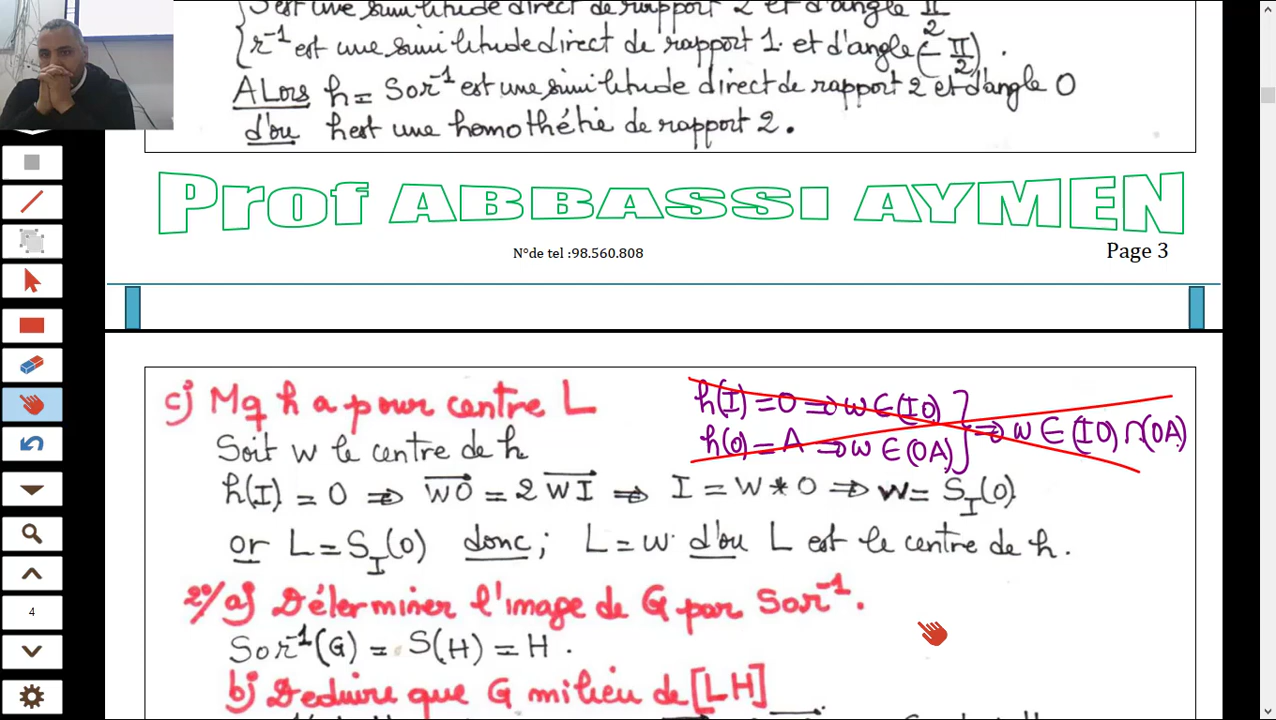 S est une similitude direct de rapport 2 et d'angle π/2
r⁻¹ est une similitude direct de rapport 1 et d'angle (-π/2).
ALors h = Sor⁻¹ est une similitude direct de rapport 2 et d'angle 0
d'ou h est une homothétie de rapport 2.
Prof ABBASSI AYMEN
N°de tel :98.560.808
Page 3
c) Mq h a pour centre L
h(I) = O ⇒ w ∈ (IO)
h(O) = A ⇒ w ∈ (OA)
} ⇒ w ∈ (IO) ∩ (OA)
Soit w le centre de h
h(I) = O ⇒ WO = 2 WI ⇒ I = W * O ⇒ w = S_I(O).
or L = S_I(O) donc ; L = w. d'ou L est le centre de h.
2°/ a) Déterminer l'image de G par Sor⁻¹.
Sor⁻¹(G) = S(H) = H.
b) Deduire que G milieu de [LH]
4